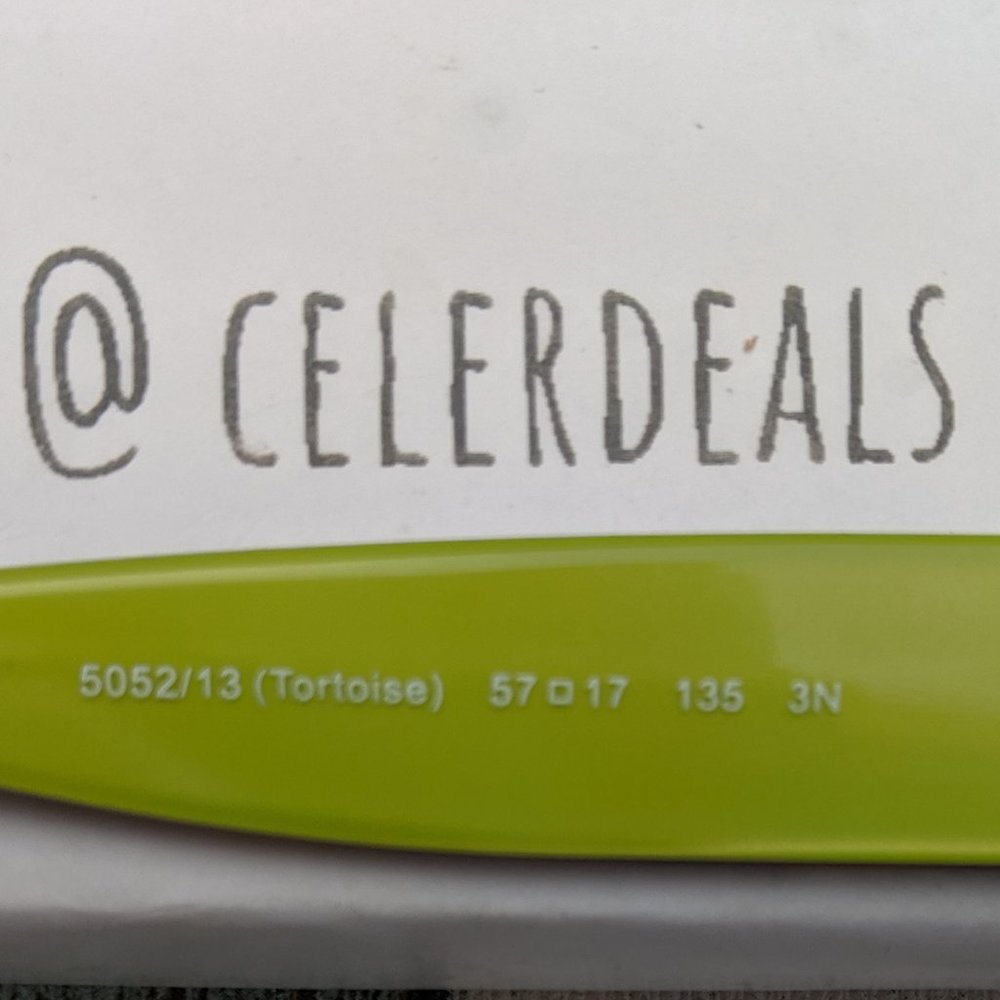 @ CELERDEALS
5052/13 (Tortoise) 57□17 135 3N